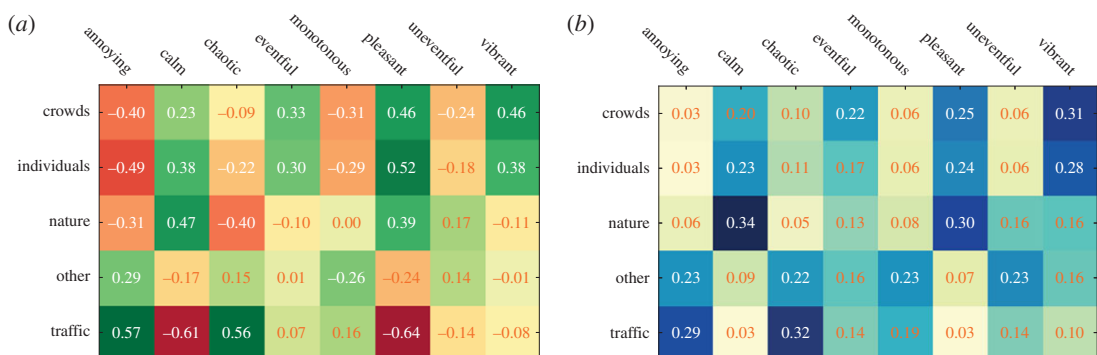 (a)
annoying
calm
chaotic
eventful
monotonous
pleasant
uneventful
vibrant
crowds –0.40 0.23 –0.09 0.33 –0.31 0.46 –0.24 0.46
individuals –0.49 0.38 –0.22 0.30 –0.29 0.52 –0.18 0.38
nature –0.31 0.47 –0.40 –0.10 0.00 0.39 0.17 –0.11
other 0.29 –0.17 0.15 0.01 –0.26 –0.24 0.14 –0.01
traffic 0.57 –0.61 0.56 0.07 0.16 –0.64 –0.14 –0.08
(b)
annoying
calm
chaotic
eventful
monotonous
pleasant
uneventful
vibrant
crowds 0.03 0.20 0.10 0.22 0.06 0.25 0.06 0.31
individuals 0.03 0.23 0.11 0.17 0.06 0.24 0.06 0.28
nature 0.06 0.34 0.05 0.13 0.08 0.30 0.16 0.16
other 0.23 0.09 0.22 0.16 0.23 0.07 0.23 0.16
traffic 0.29 0.03 0.32 0.14 0.03 0.14 0.10